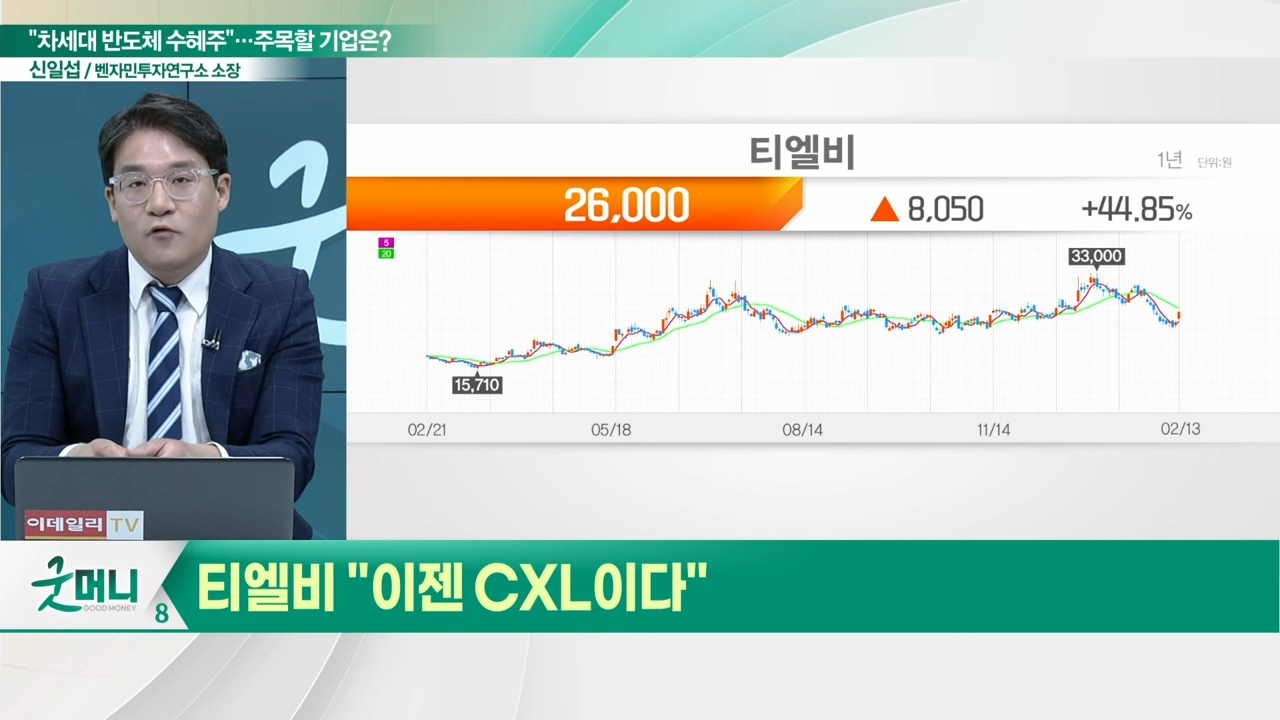 "차세대 반도체 수혜주"…주목할 기업은?
신일섭 / 벤자민투자연구소 소장
티엘비
1년 단위:원
26,000 ▲ 8,050 +44.85%
5
20
33,000
15,710
02/21 05/18 08/14 11/14 02/13
이데일리 TV
굿머니
GOOD MONEY
8
티엘비 "이젠 CXL이다"